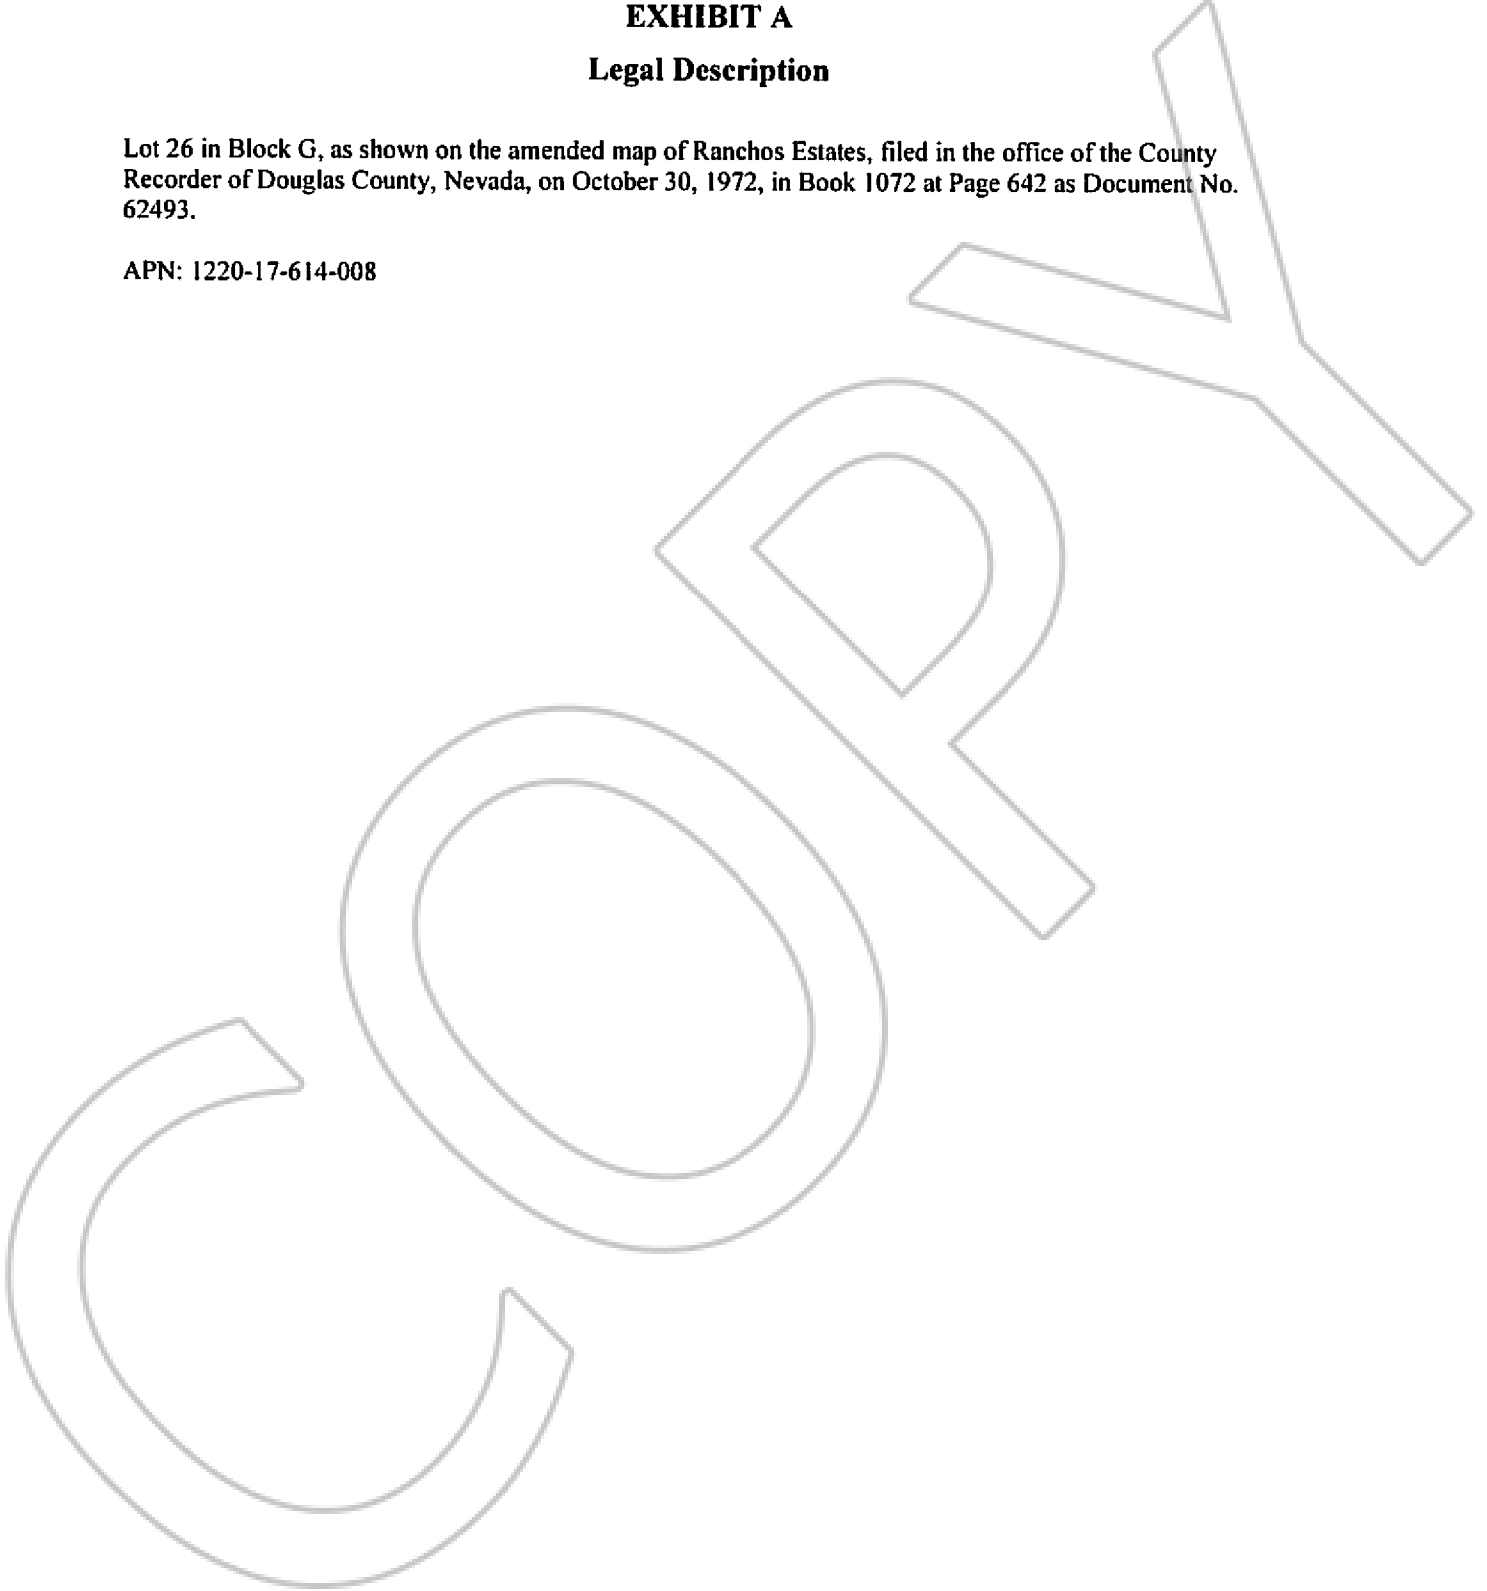 EXHIBIT A
Legal Description
Lot 26 in Block G, as shown on the amended map of Ranchos Estates, filed in the office of the County
Recorder of Douglas County, Nevada, on October 30, 1972, in Book 1072 at Page 642 as Document No.
62493.
APN: 1220-17-614-008
COPY